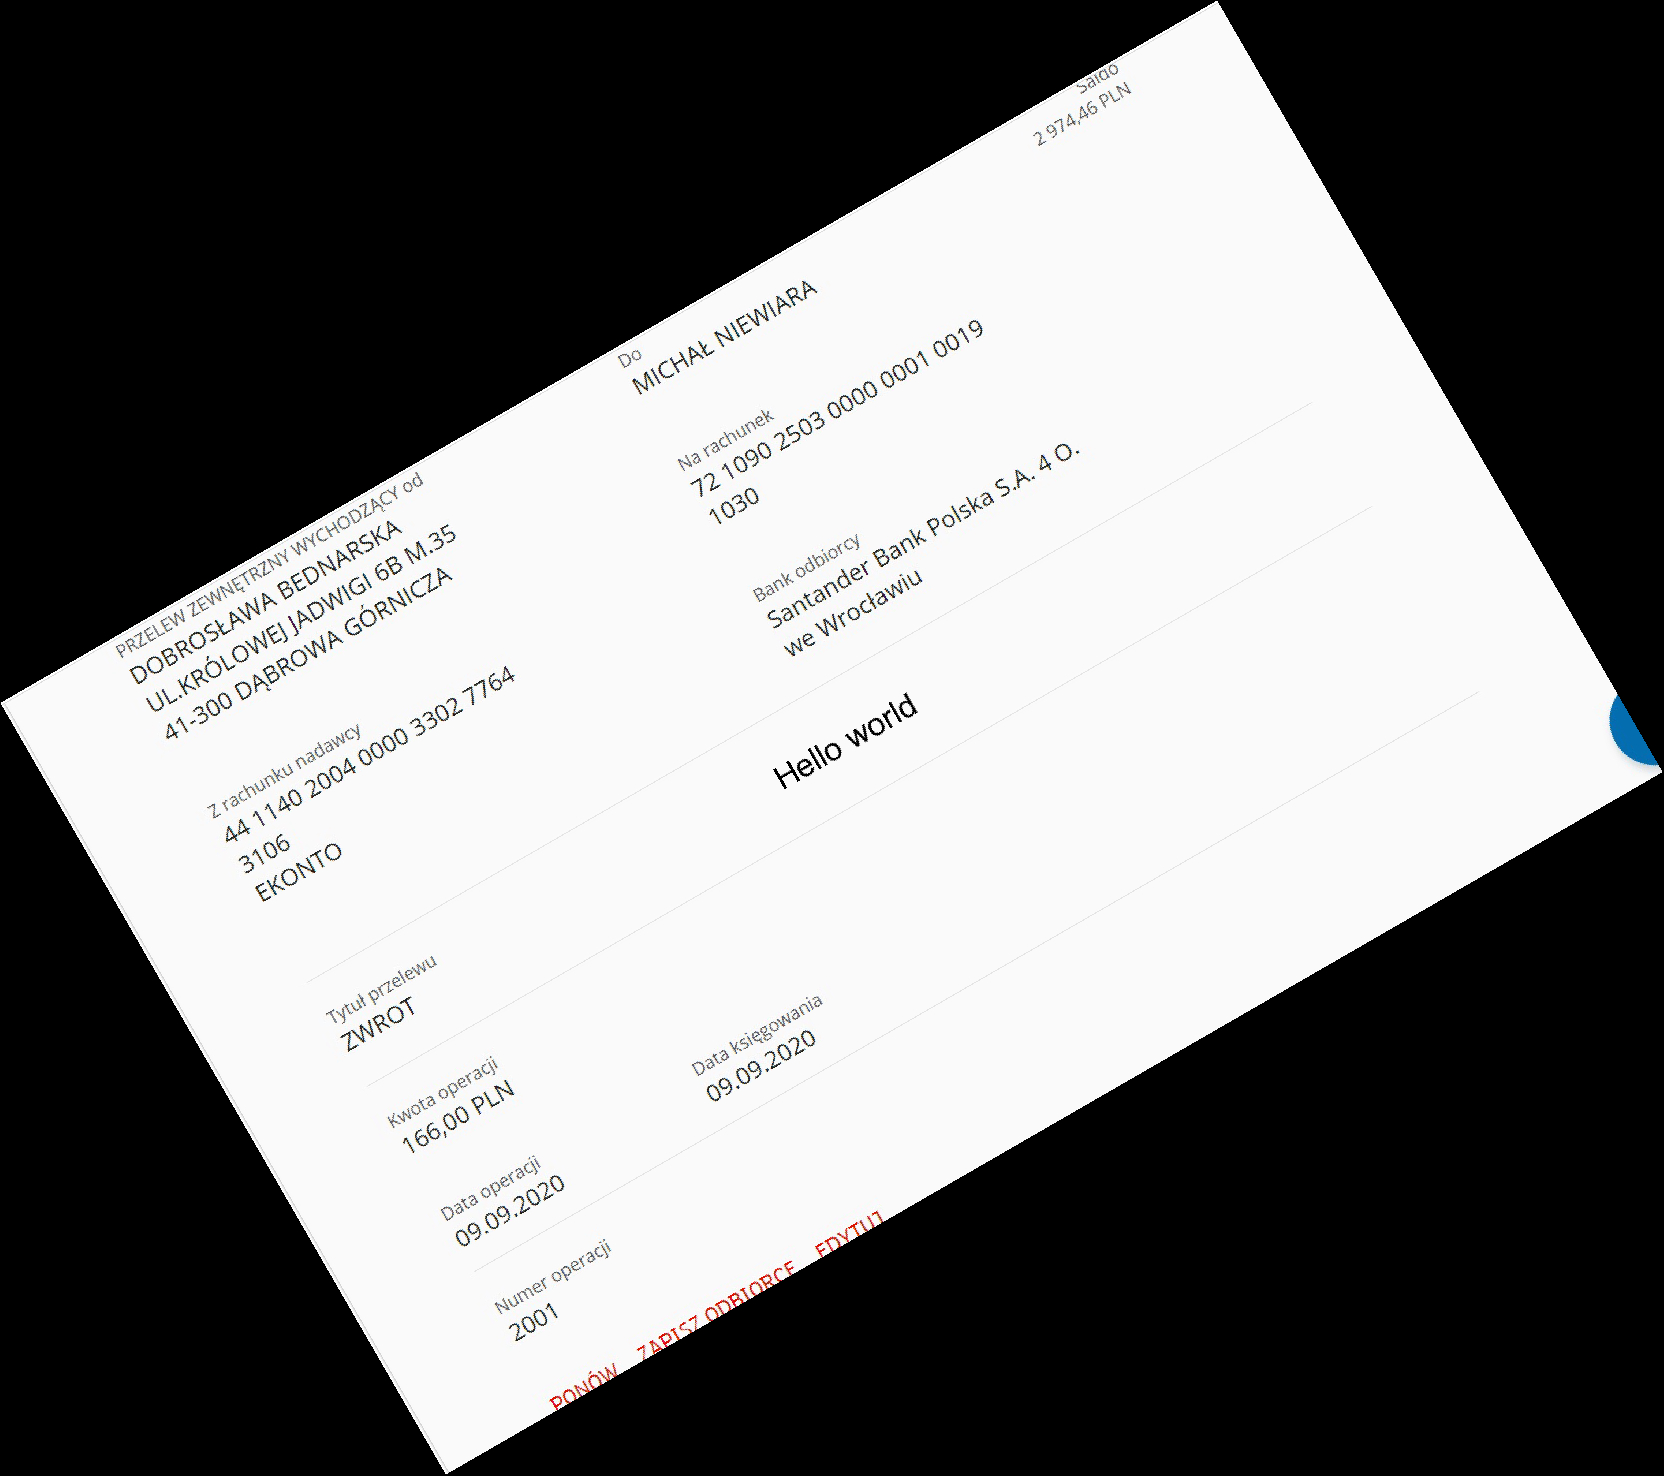 Saldo
2 974,46 PLN
PRZELEW ZEWNĘTRZNY WYCHODZĄCY od
DOBROSŁAWA BEDNARSKA
UL.KRÓLOWEJ JADWIGI 6B M.35
41-300 DĄBROWA GÓRNICZA
Do
MICHAŁ NIEWIARA
Z rachunku nadawcy
44 1140 2004 0000 3302 7764
3106
EKONTO
Na rachunek
72 1090 2503 0000 0001 0019
1030
Bank odbiorcy
Santander Bank Polska S.A. 4 O.
we Wrocławiu
Hello world
Tytuł przelewu
ZWROT
Kwota operacji
166,00 PLN
Data operacji
09.09.2020
Data księgowania
09.09.2020
Numer operacji
2001
PONÓW ZAPISZ ODBIORCĘ EDYTUJ